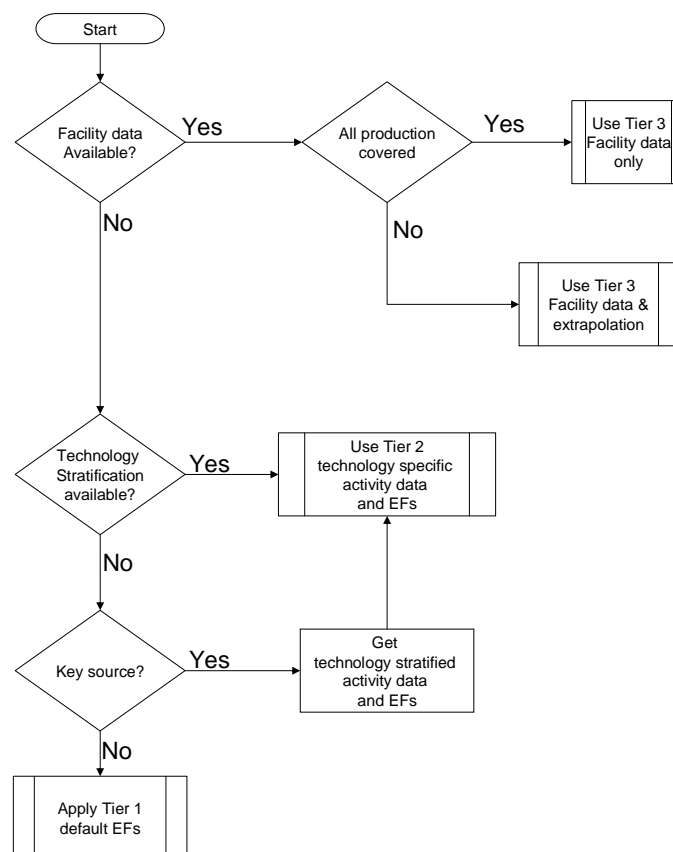 Start
Facility data
Available?
Yes
All production
covered
Yes
Use Tier 3
Facility data
only
No
No
Use Tier 3
Facility data &
extrapolation
Technology
Stratification
available?
Yes
Use Tier 2
technology specific
activity data
and EFs
No
Key source?
Yes
Get
technology stratified
activity data
and EFs
No
Apply Tier 1
default EFs